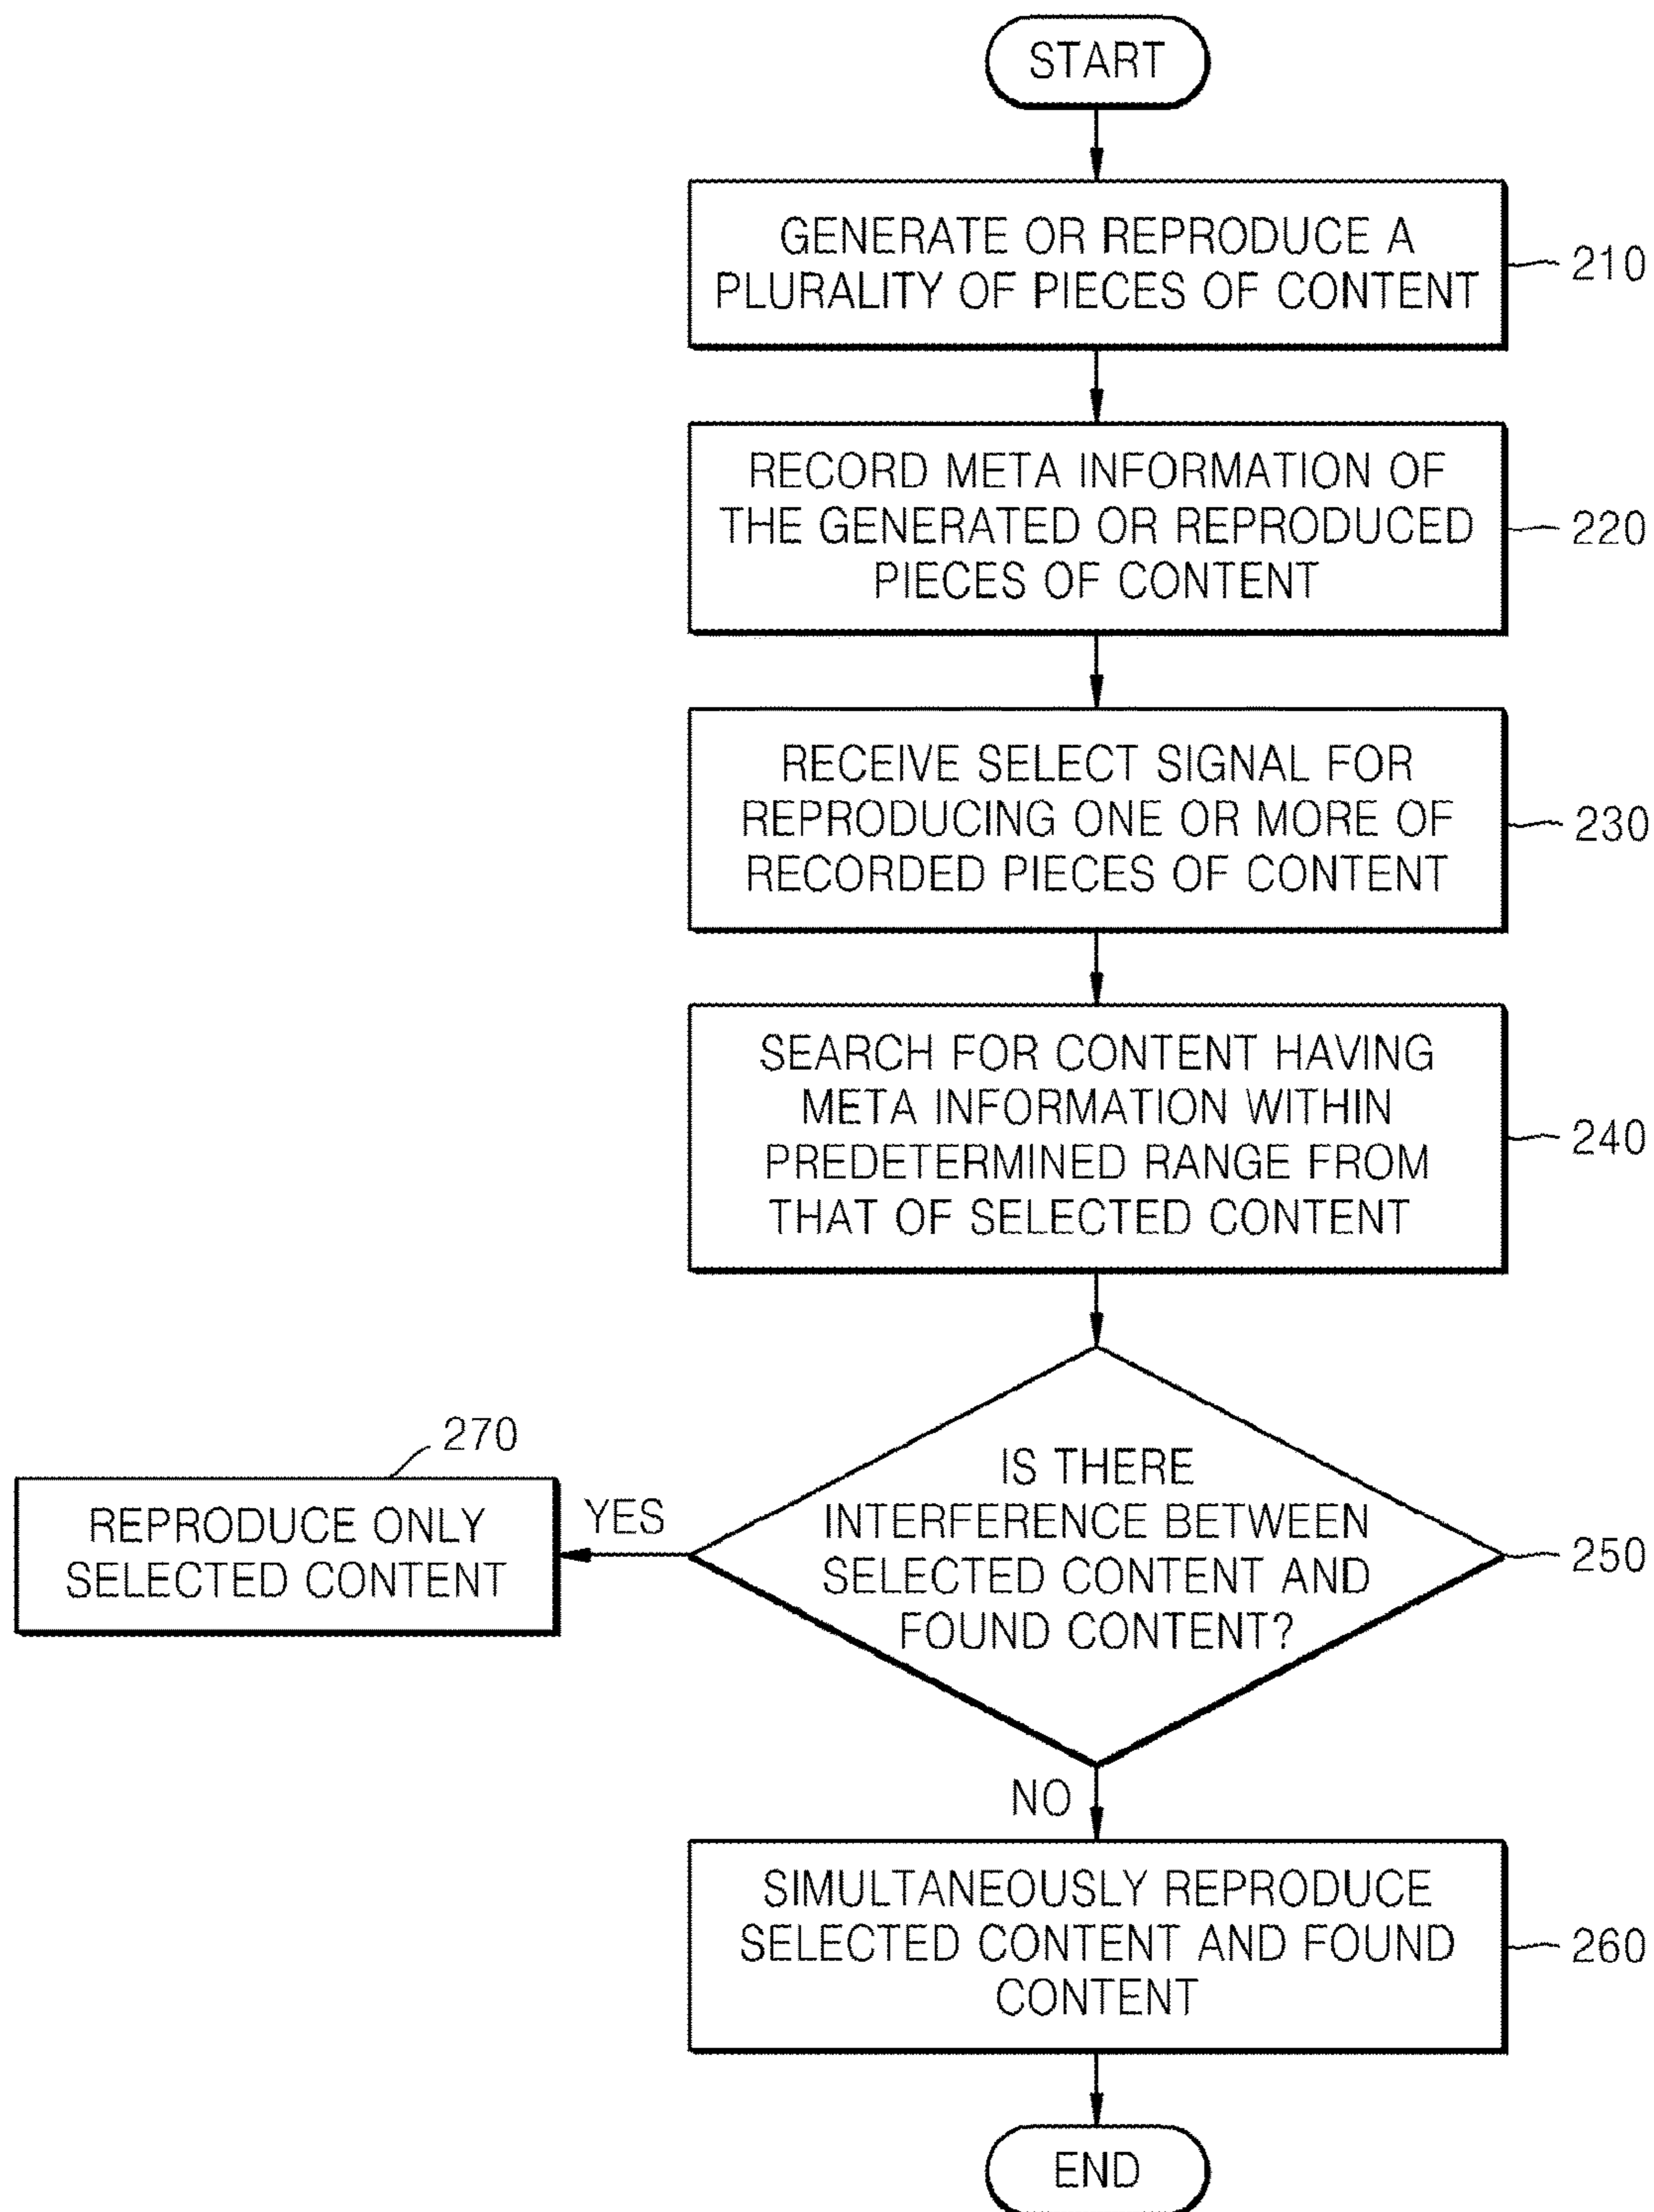 START
GENERATE OR REPRODUCE A
PLURALITY OF PIECES OF CONTENT
210
RECORD META INFORMATION OF
THE GENERATED OR REPRODUCED
PIECES OF CONTENT
220
RECEIVE SELECT SIGNAL FOR
REPRODUCING ONE OR MORE OF
RECORDED PIECES OF CONTENT
230
SEARCH FOR CONTENT HAVING
META INFORMATION WITHIN
PREDETERMINED RANGE FROM
THAT OF SELECTED CONTENT
240
IS THERE
INTERFERENCE BETWEEN
SELECTED CONTENT AND
FOUND CONTENT?
250
YES
270
REPRODUCE ONLY
SELECTED CONTENT
NO
SIMULTANEOUSLY REPRODUCE
SELECTED CONTENT AND FOUND
CONTENT
260
END